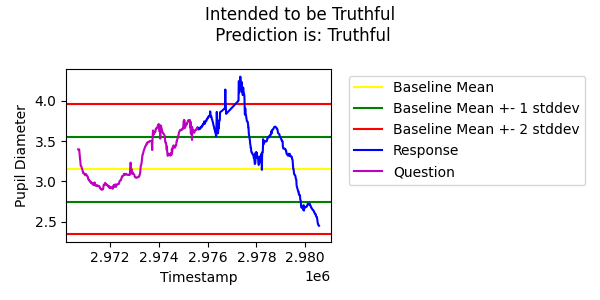 Intended to be Truthful
Prediction is: Truthful
Pupil Diameter
4.0
3.5
3.0
2.5
2.972 2.974 2.976 2.978 2.980
1e6
Timestamp
Baseline Mean
Baseline Mean +- 1 stddev
Baseline Mean +- 2 stddev
Response
Question